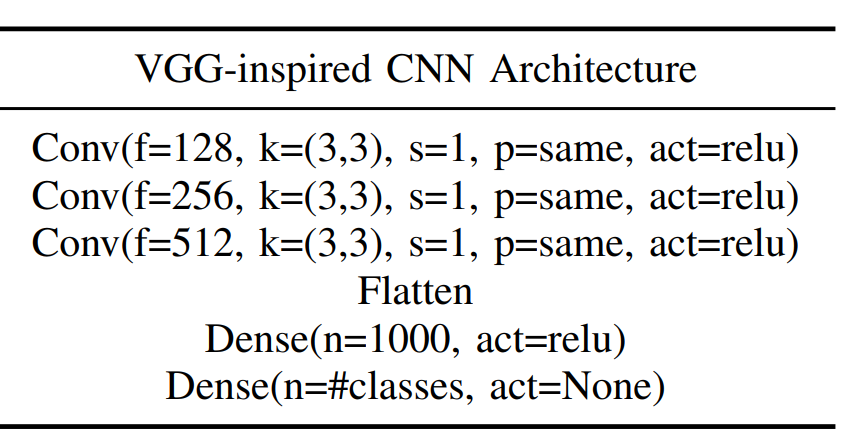 VGG-inspired CNN Architecture
Conv(f=128, k=(3,3), s=1, p=same, act=relu)
Conv(f=256, k=(3,3), s=1, p=same, act=relu)
Conv(f=512, k=(3,3), s=1, p=same, act=relu)
Flatten
Dense(n=1000, act=relu)
Dense(n=#classes, act=None)